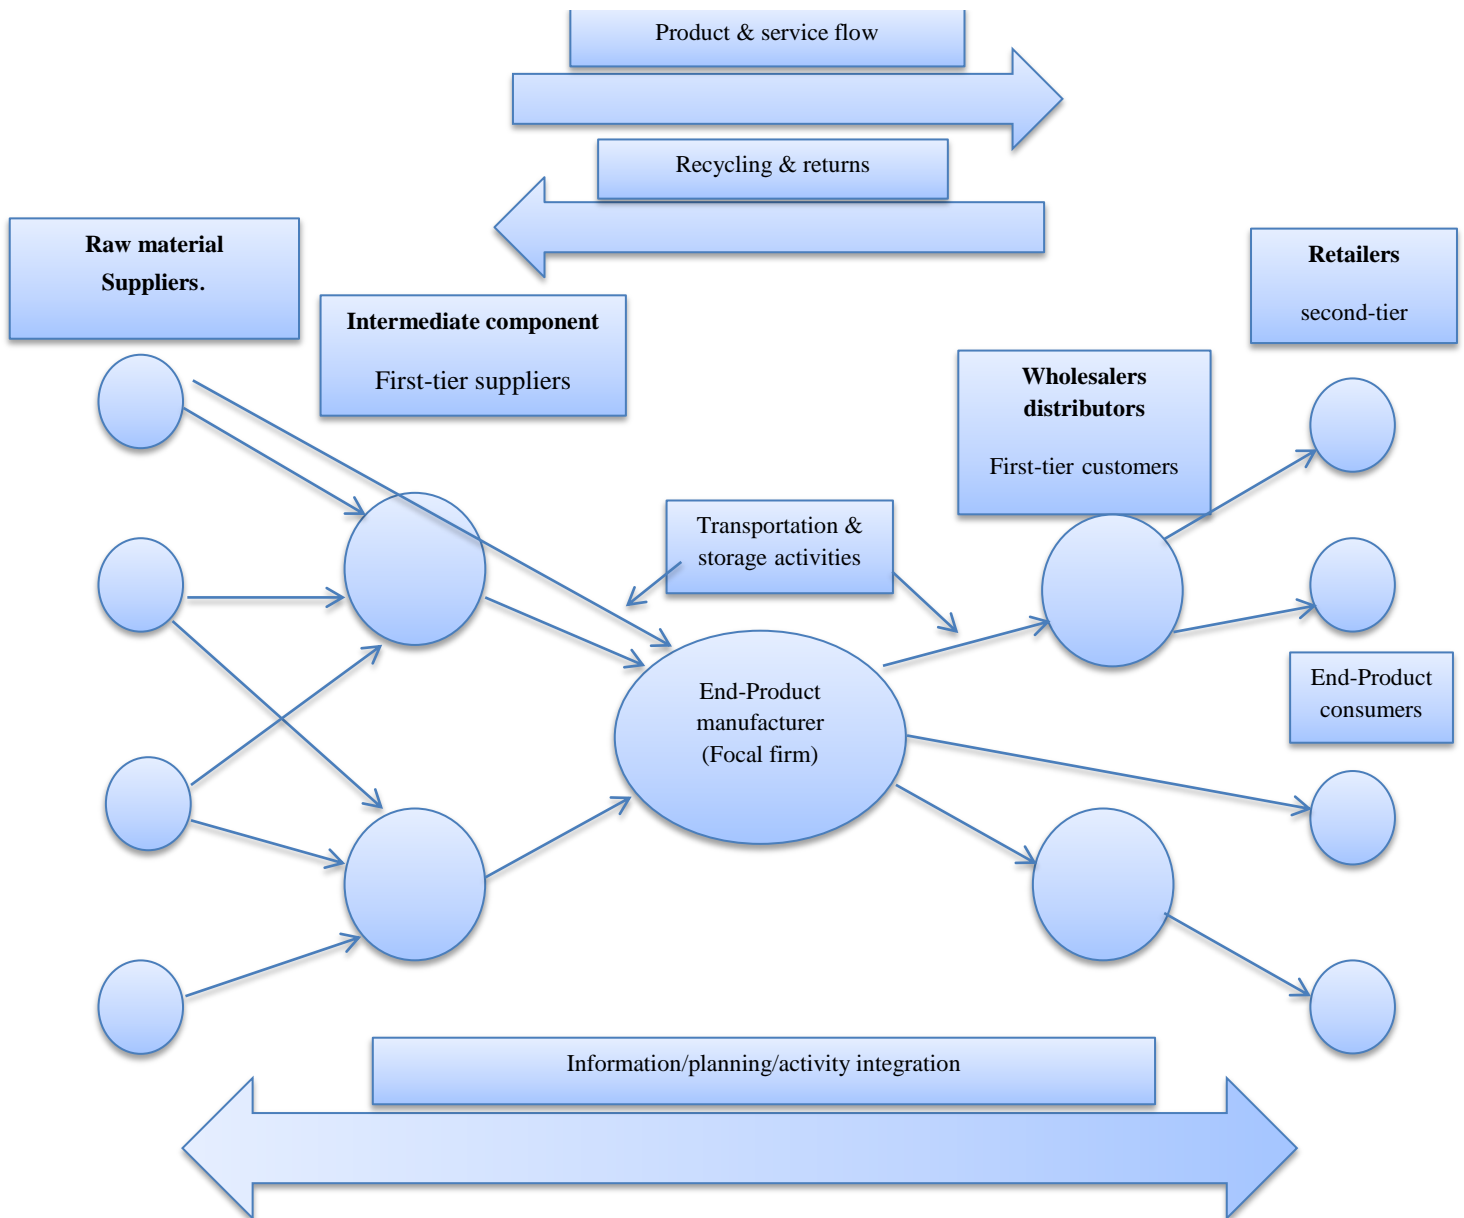 Product & service flow
Recycling & returns
Raw material
Suppliers.
Intermediate component
First-tier suppliers
Retailers
second-tier
Wholesalers
distributors
First-tier customers
Transportation &
storage activities
End-Product
manufacturer
(Focal firm)
End-Product
consumers
Information/planning/activity integration